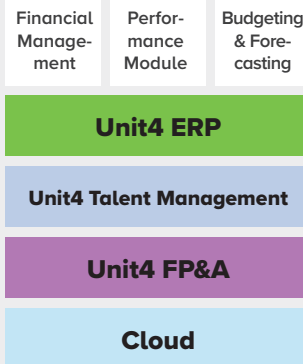 Financial
Manage-
ment
Perfor-
mance
Module
Budgeting
& Fore-
casting
Unit4 ERP
Unit4 Talent Management
Unit4 FP&A
Cloud